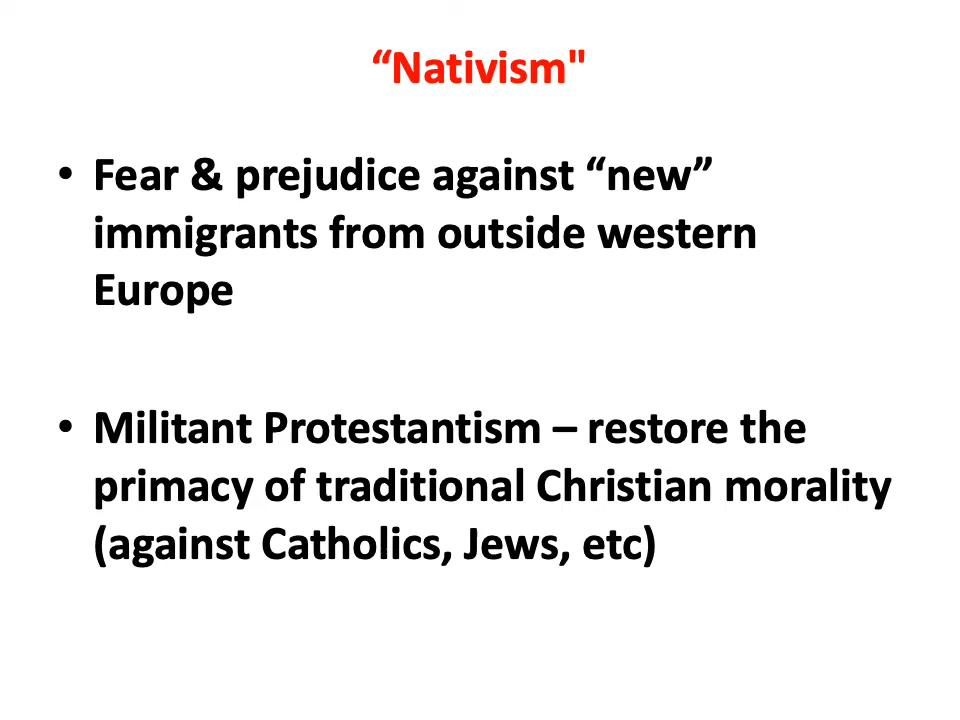 “Nativism"
• Fear & prejudice against “new”
immigrants from outside western
Europe
• Militant Protestantism – restore the
primacy of traditional Christian morality
(against Catholics, Jews, etc)